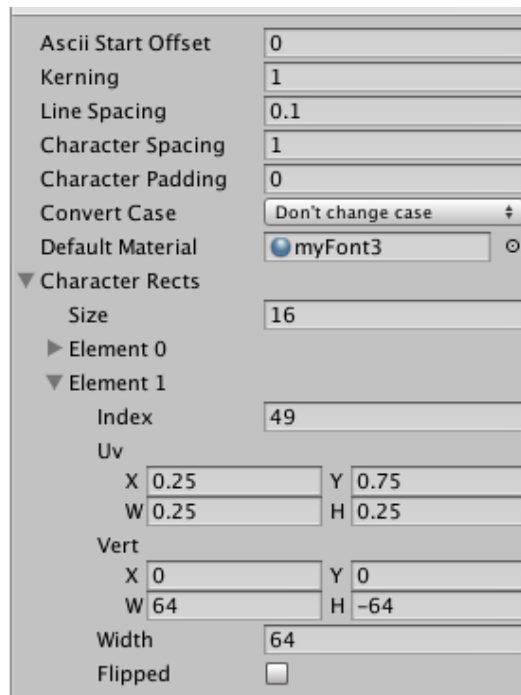 Ascii Start Offset 0
Kerning 1
Line Spacing 0.1
Character Spacing 1
Character Padding 0
Convert Case Don't change case
Default Material myFont3
Character Rects
Size 16
Element 0
Element 1
Index 49
Uv
X 0.25 Y 0.75
W 0.25 H 0.25
Vert
X 0 Y 0
W 64 H -64
Width 64
Flipped